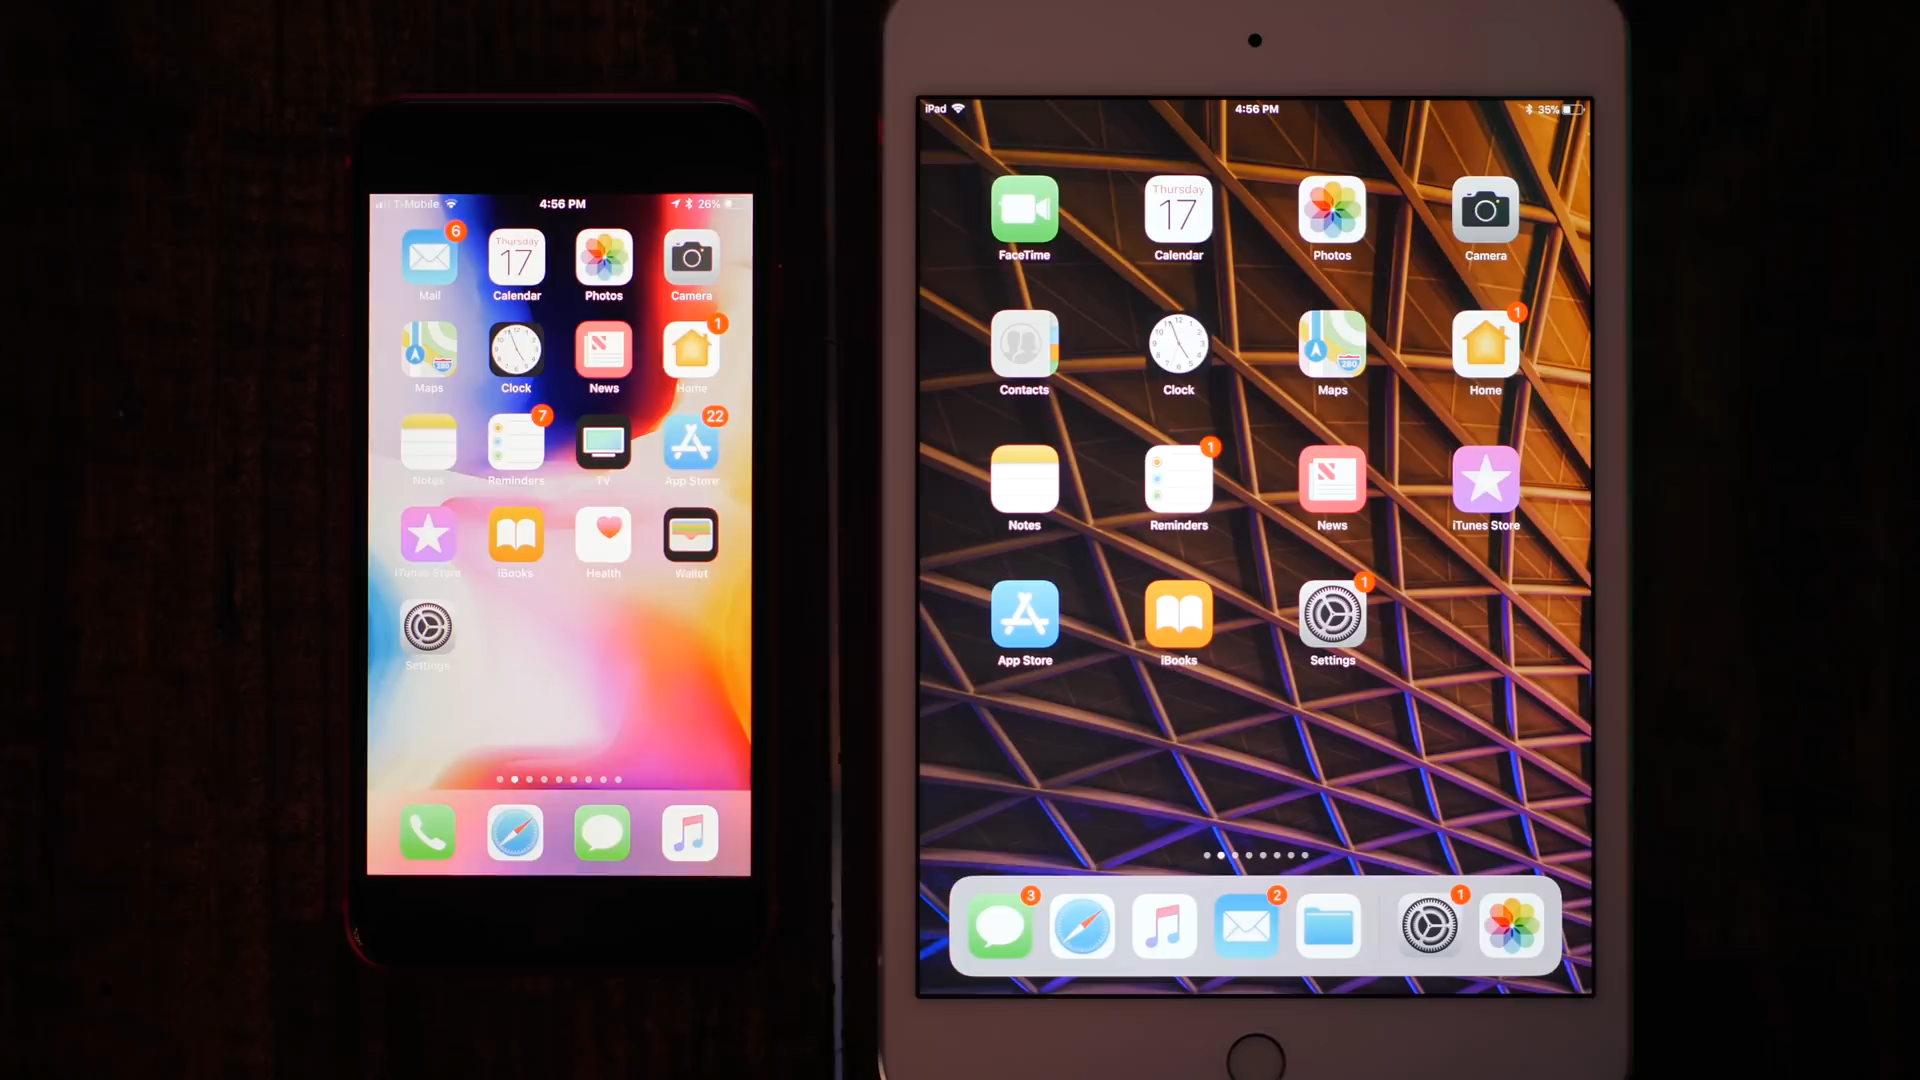 T-Mobile 4:56 PM 26%
6
Thursday
17
Mail Calendar Photos Camera
1
280
Maps Clock News Home
7 22
Notes Reminders TV App Store
iTunes Store iBooks Health Wallet
Settings
iPad 4:56 PM 35%
Thursday
17
FaceTime Calendar Photos Camera
1
280
Contacts Clock Maps Home
1
Notes Reminders News iTunes Store
1
App Store iBooks Settings
3 2 1